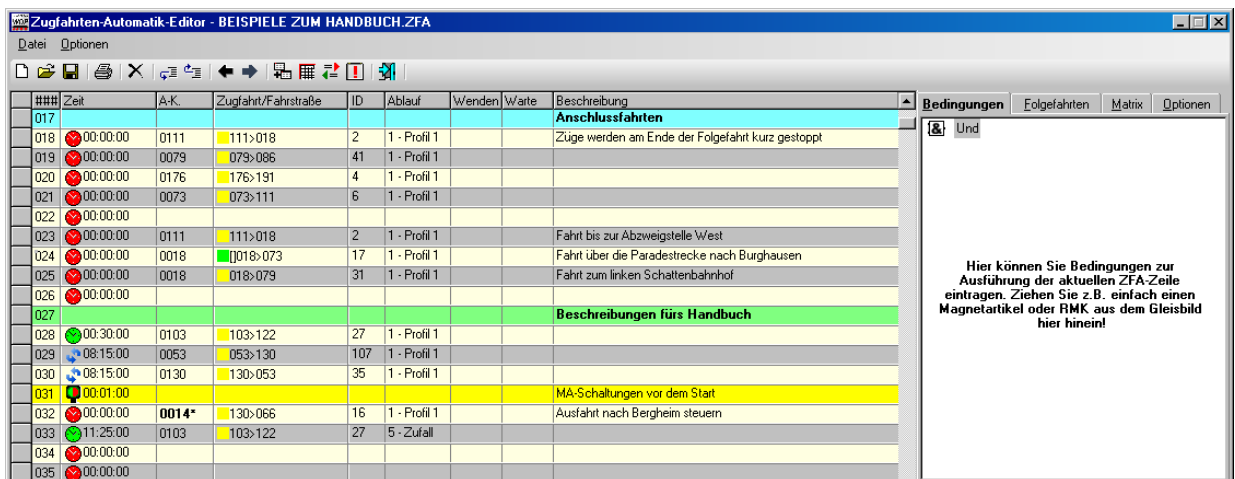 Zugfahrten-Automatik-Editor - BEISPIELE ZUM HANDBUCH.ZFA
Datei Optionen
### Zeit A-K. Zugfahrt/Fahrstraße ID Ablauf Wenden Warte Beschreibung
017 Anschlussfahrten
018 00:00:00 0111 111>018 2 1 - Profil 1 Züge werden am Ende der Folgefahrt kurz gestoppt
019 00:00:00 0079 079>086 41 1 - Profil 1
020 00:00:00 0176 176>191 4 1 - Profil 1
021 00:00:00 0073 073>111 6 1 - Profil 1
022 00:00:00
023 00:00:00 0111 111>018 2 1 - Profil 1 Fahrt bis zur Abzweigstelle West
024 00:00:00 0018 []018>073 17 1 - Profil 1 Fahrt über die Paradestrecke nach Burghausen
025 00:00:00 0018 018>079 31 1 - Profil 1 Fahrt zum linken Schattenbahnhof
026 00:00:00
027 Beschreibungen fürs Handbuch
028 00:30:00 0103 103>122 27 1 - Profil 1
029 08:15:00 0053 053>130 107 1 - Profil 1
030 08:15:00 0130 130>053 35 1 - Profil 1
031 00:01:00 MA-Schaltungen vor dem Start
032 00:00:00 0014* 130>066 16 1 - Profil 1 Ausfahrt nach Bergheim steuern
033 11:25:00 0103 103>122 27 5 - Zufall
034 00:00:00
035 00:00:00
Bedingungen Folgefahrten Matrix Optionen
{&} Und
Hier können Sie Bedingungen zur
Ausführung der aktuellen ZFA-Zeile
eintragen. Ziehen Sie z.B. einfach einen
Magnetartikel oder RMK aus dem Gleisbild
hier hinein!